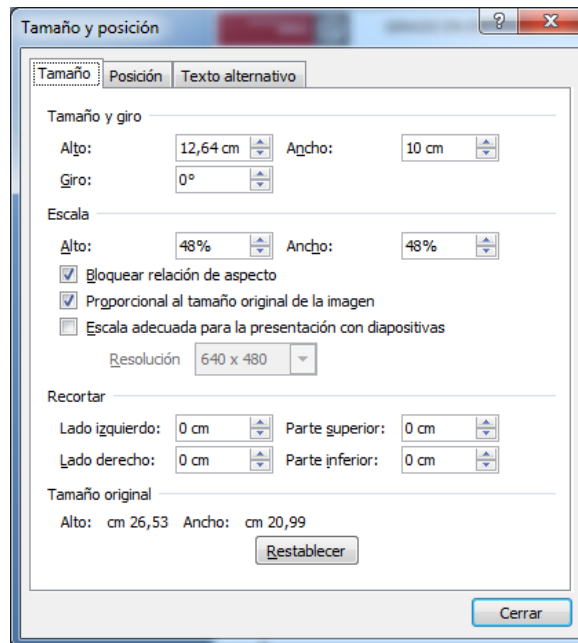 Tamaño y posición
Tamaño Posición Texto alternativo
Tamaño y giro
Alto: 12,64 cm Ancho: 10 cm
Giro: 0°
Escala
Alto: 48% Ancho: 48%
Bloquear relación de aspecto
Proporcional al tamaño original de la imagen
Escala adecuada para la presentación con diapositivas
Resolución 640 x 480
Recortar
Lado izquierdo: 0 cm Parte superior: 0 cm
Lado derecho: 0 cm Parte inferior: 0 cm
Tamaño original
Alto: cm 26,53 Ancho: cm 20,99
Restablecer
Cerrar